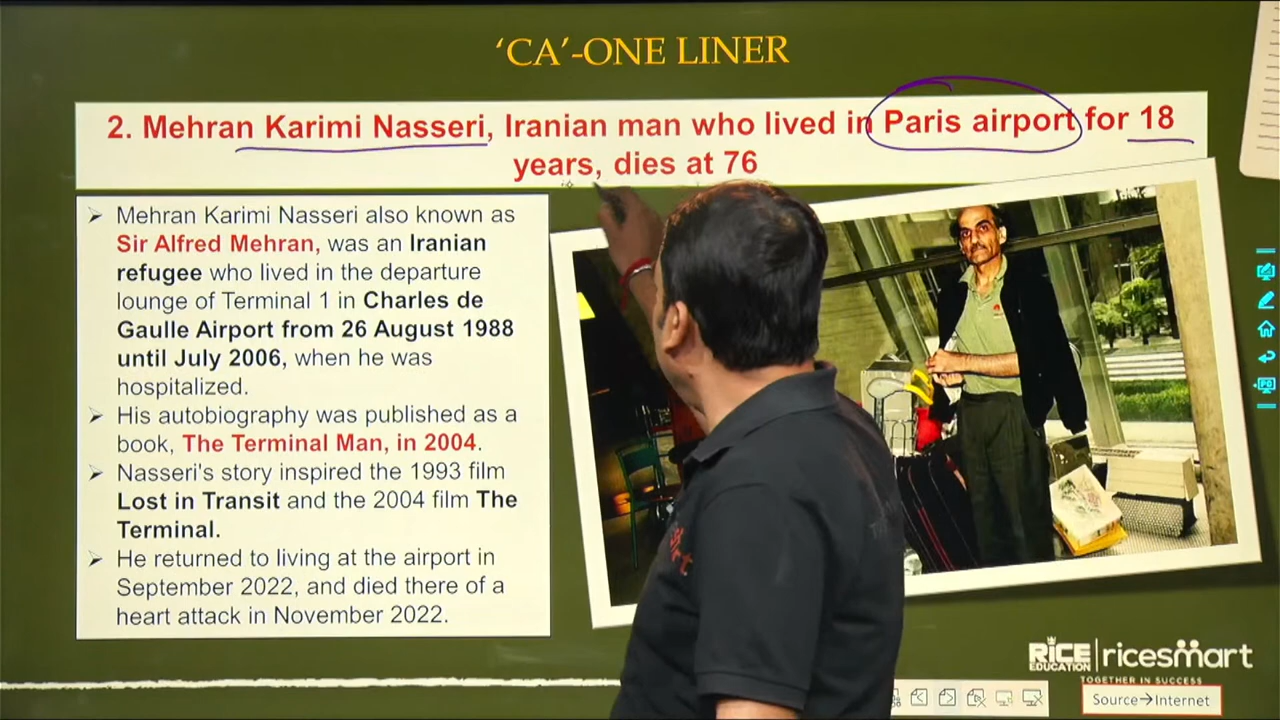 ‘CA’-ONE LINER
2. Mehran Karimi Nasseri, Iranian man who lived in Paris airport for 18
years, dies at 76
➢ Mehran Karimi Nasseri also known as
Sir Alfred Mehran, was an Iranian
refugee who lived in the departure
lounge of Terminal 1 in Charles de
Gaulle Airport from 26 August 1988
until July 2006, when he was
hospitalized.
➢ His autobiography was published as a
book, The Terminal Man, in 2004.
➢ Nasseri's story inspired the 1993 film
Lost in Transit and the 2004 film The
Terminal.
➢ He returned to living at the airport in
September 2022, and died there of a
heart attack in November 2022.
PD
RICE
EDUCATION
ricesmart
TOGETHER IN SUCCESS
Source→Internet